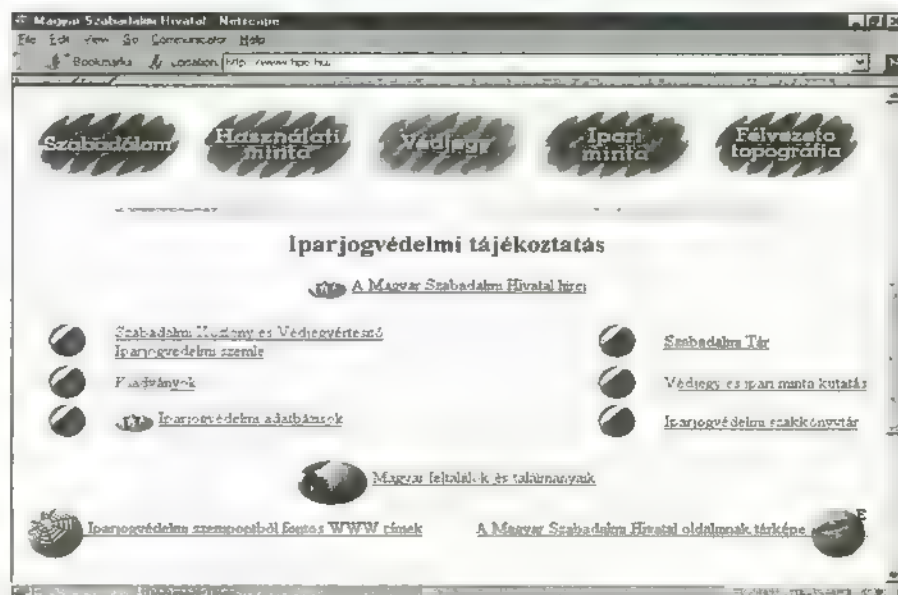 Magyar Szabadalmi Hivatal - Netscape
File Edit View Go Communicator Help
Bookmarks Location: http://www.hpo.hu/
Szabadalom
Használati minta
Védjegy
Ipari minta
Félvezető topográfia
Iparjogvédelmi tájékoztatás
A Magyar Szabadalmi Hivatal hírei
Szabadalmi Közlöny és Védjegyértesítő
Iparjogvédelmi szemle
Szabadalmi Tár
Kiadványok
Védjegy és ipari minta kutatás
Iparjogvédelmi adatbázisok
Iparjogvédelmi szakkönyvtár
Magyar feltalálók és találmányaik
Iparjogvédelmi szempontból fontos WWW címek
A Magyar Szabadalmi Hivatal oldalainak térképe